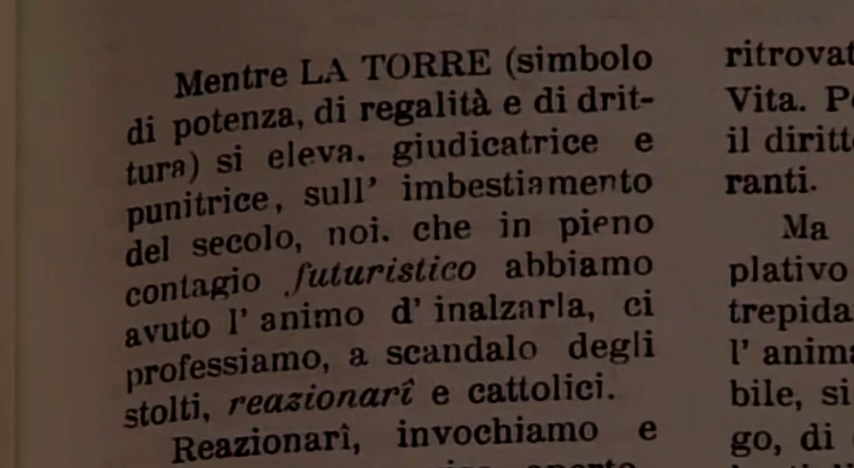 Mentre LA TORRE (simbolo
di potenza, di regalità e di drit-
tura) si eleva. giudicatrice e
punitrice, sull' imbestiamento
del secolo, noi. che in pieno
contagio futuristico abbiamo
avuto l' animo d' inalzarla, ci
professiamo, a scandalo degli
stolti, reazionarî e cattolici.
Reazionarî, invochiamo e
ritrovat
Vita. P
il diritt
ranti.
Ma
plativo
trepida
l' anima
bile, si
go, di